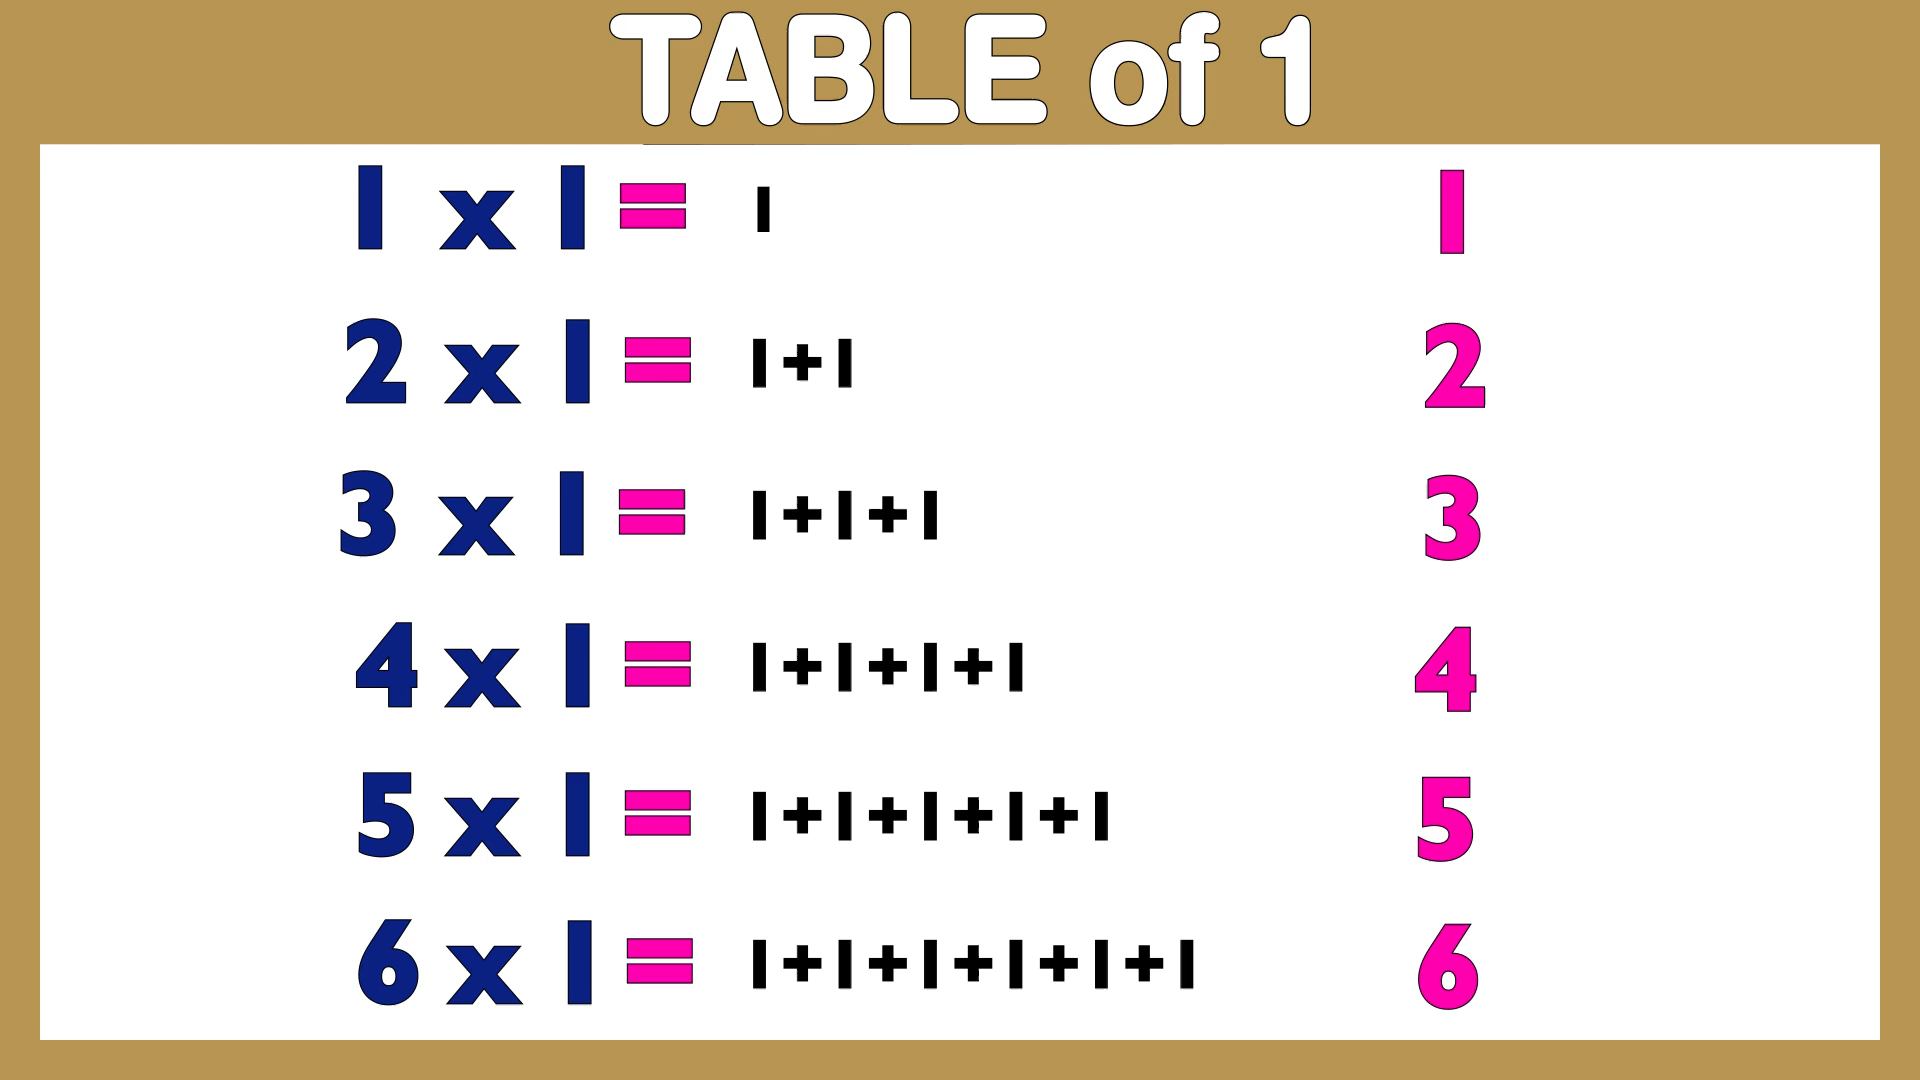 TABLE of 1
1 x 1 = 1 1
2 x 1 = 1+1 2
3 x 1 = 1+1+1 3
4 x 1 = 1+1+1+1 4
5 x 1 = 1+1+1+1+1 5
6 x 1 = 1+1+1+1+1+1 6